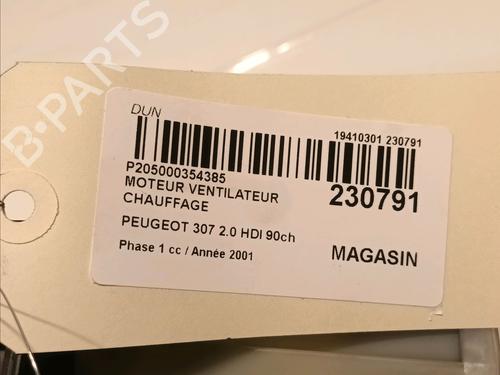 B-PARTS
DUN
19410301 230791
P205000354385
MOTEUR VENTILATEUR
CHAUFFAGE
230791
PEUGEOT 307 2.0 HDI 90ch
Phase 1 cc / Année 2001
MAGASIN